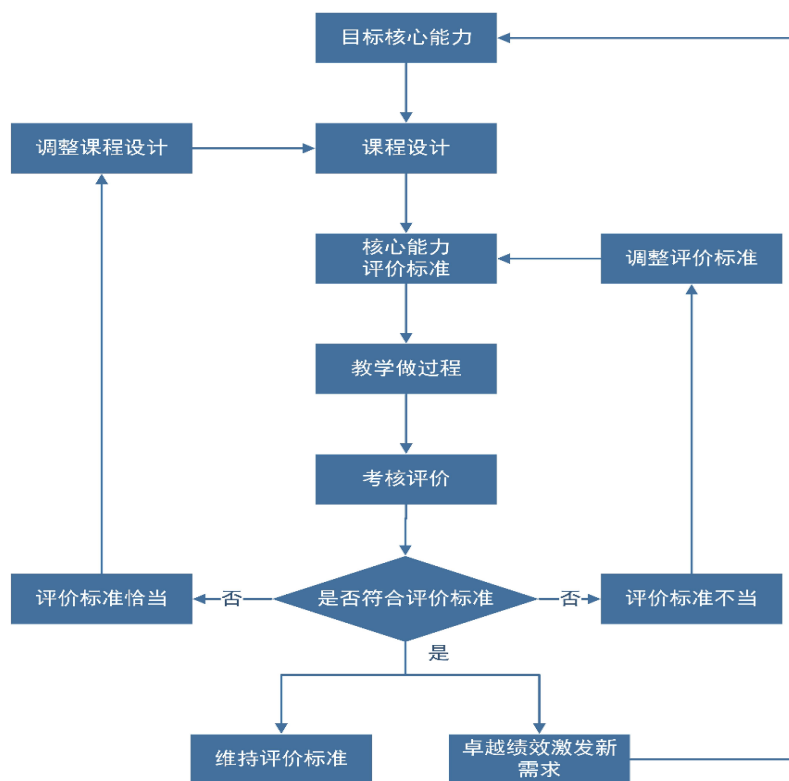 目标核心能力
调整课程设计
课程设计
核心能力
评价标准
调整评价标准
教学做过程
考核评价
评价标准恰当
否
是否符合评价标准
否
评价标准不当
是
维持评价标准
卓越绩效激发新
需求